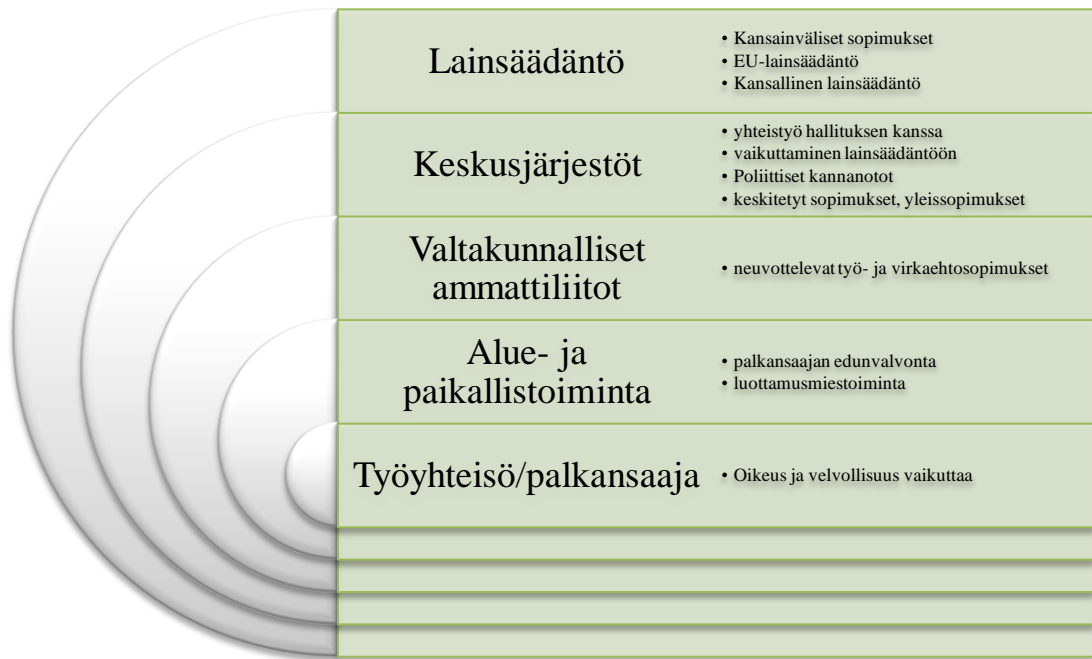 Lainsäädäntö
• Kansainväliset sopimukset
• EU-lainsäädäntö
• Kansallinen lainsäädäntö
Keskusjärjestöt
• yhteistyö hallituksen kanssa
• vaikuttaminen lainsäädäntöön
• Poliittiset kannanotot
• keskitetyt sopimukset, yleissopimukset
Valtakunnalliset
ammattiliitot
• neuvottelevat työ- ja virkaehtosopimukset
Alue- ja
paikallistoiminta
• palkansaajan edunvalvonta
• luottamusmiestoiminta
Työyhteisö/palkansaaja
• Oikeus ja velvollisuus vaikuttaa